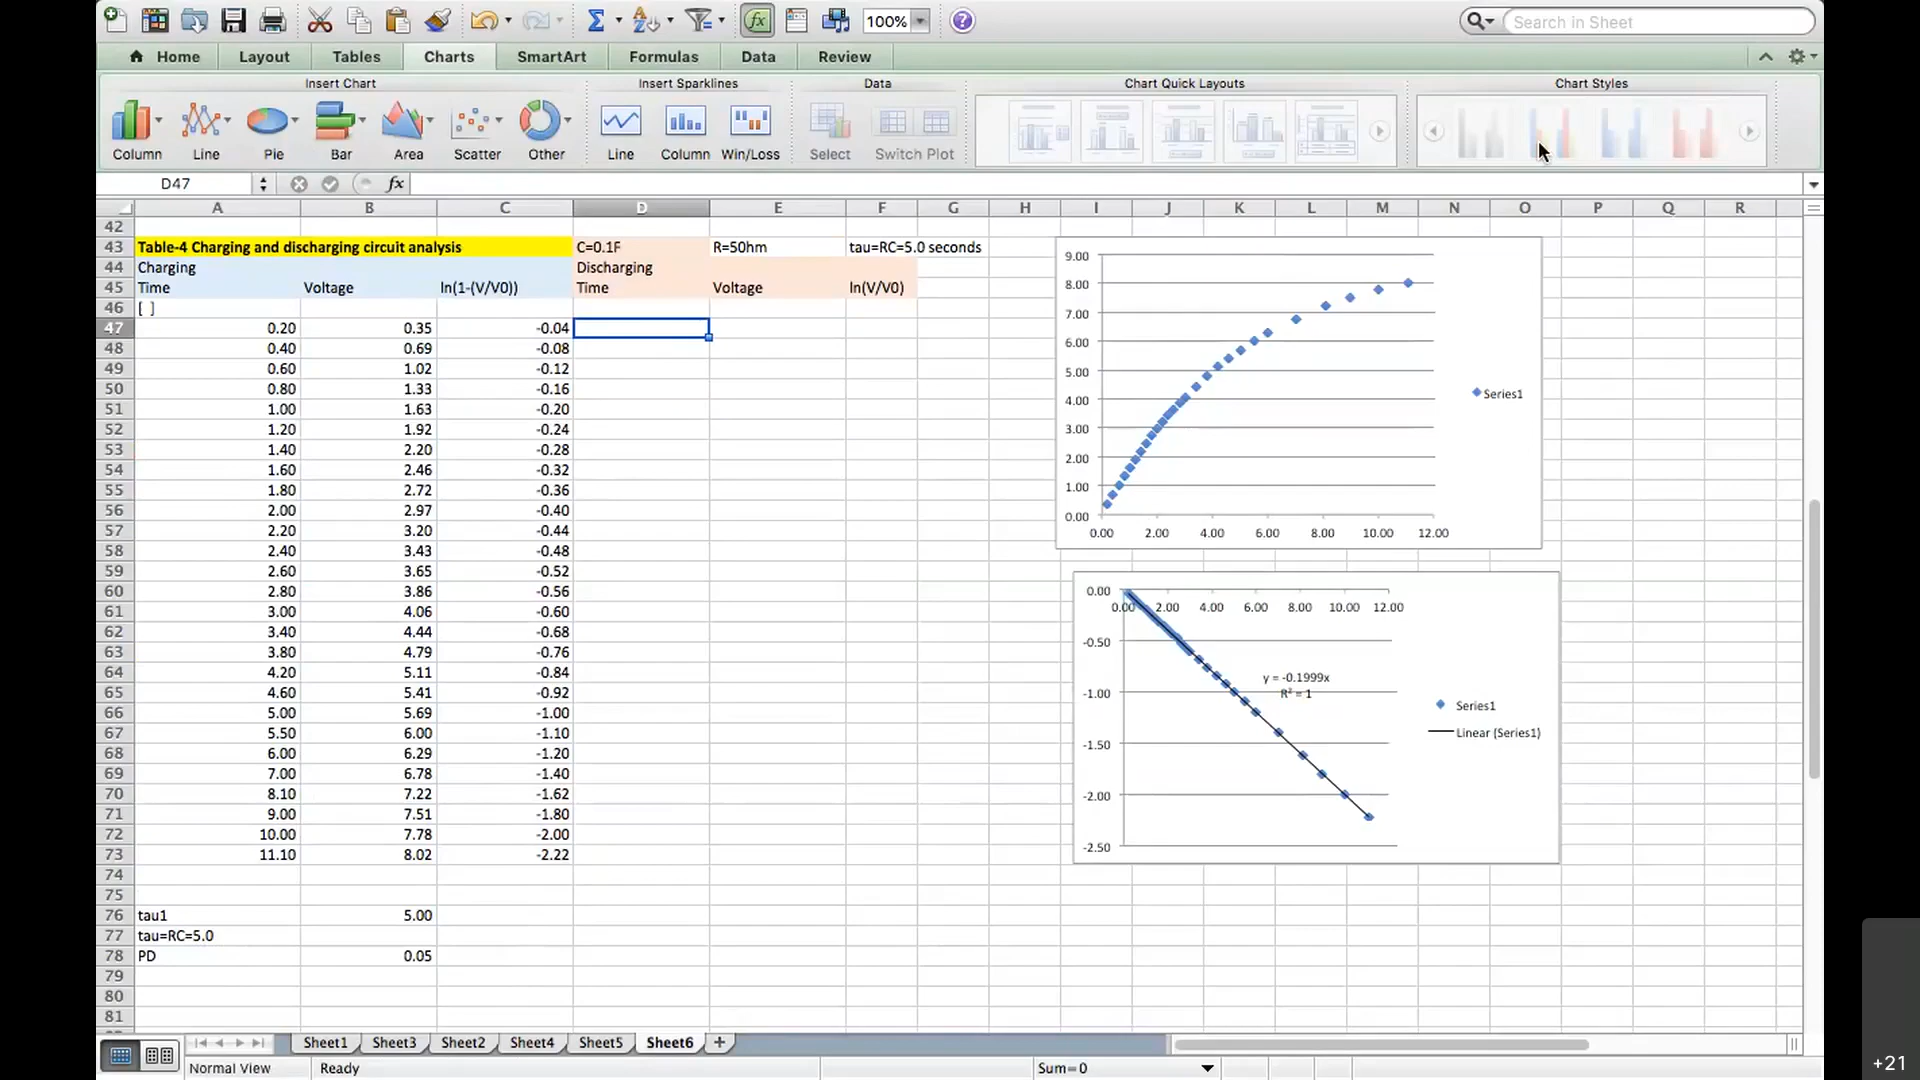 100%
Search in Sheet
Home Layout Tables Charts SmartArt Formulas Data Review
Insert Chart Insert Sparklines Data Chart Quick Layouts Chart Styles
Column Line Pie Bar Area Scatter Other Line Column Win/Loss Select Switch Plot
D47 fx
A B C D E F G H I J K L M N O P Q R
42
43 Table-4 Charging and discharging circuit analysis C=0.1F R=50hm tau=RC=5.0 seconds
44 Charging Discharging
45 Time Voltage ln(1-(V/V0)) Time Voltage ln(V/V0)
46 [ ]
47 0.20 0.35 -0.04
48 0.40 0.69 -0.08
49 0.60 1.02 -0.12
50 0.80 1.33 -0.16
51 1.00 1.63 -0.20
52 1.20 1.92 -0.24
53 1.40 2.20 -0.28
54 1.60 2.46 -0.32
55 1.80 2.72 -0.36
56 2.00 2.97 -0.40
57 2.20 3.20 -0.44
58 2.40 3.43 -0.48
59 2.60 3.65 -0.52
60 2.80 3.86 -0.56
61 3.00 4.06 -0.60
62 3.40 4.44 -0.68
63 3.80 4.79 -0.76
64 4.20 5.11 -0.84
65 4.60 5.41 -0.92
66 5.00 5.69 -1.00
67 5.50 6.00 -1.10
68 6.00 6.29 -1.20
69 7.00 6.78 -1.40
70 8.10 7.22 -1.62
71 9.00 7.51 -1.80
72 10.00 7.78 -2.00
73 11.10 8.02 -2.22
74
75
76 tau1 5.00
77 tau=RC=5.0
78 PD 0.05
79
80
81
9.00
8.00
7.00
6.00
5.00
4.00
3.00
2.00
1.00
0.00
0.00 2.00 4.00 6.00 8.00 10.00 12.00
Series1
0.00
0.00 2.00 4.00 6.00 8.00 10.00 12.00
-0.50
-1.00
-1.50
-2.00
-2.50
y = -0.1999x
R² = 1
Series1
Linear (Series1)
Sheet1 Sheet3 Sheet2 Sheet4 Sheet5 Sheet6 +
Normal View Ready Sum=0
+21